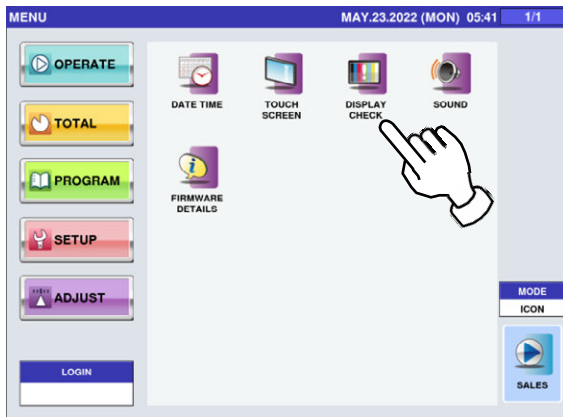 MENU MAY.23.2022 (MON) 05:41 1/1
OPERATE
TOTAL
PROGRAM
SETUP
ADJUST
LOGIN
DATE TIME
TOUCH
SCREEN
DISPLAY
CHECK
SOUND
FIRMWARE
DETAILS
MODE
ICON
SALES